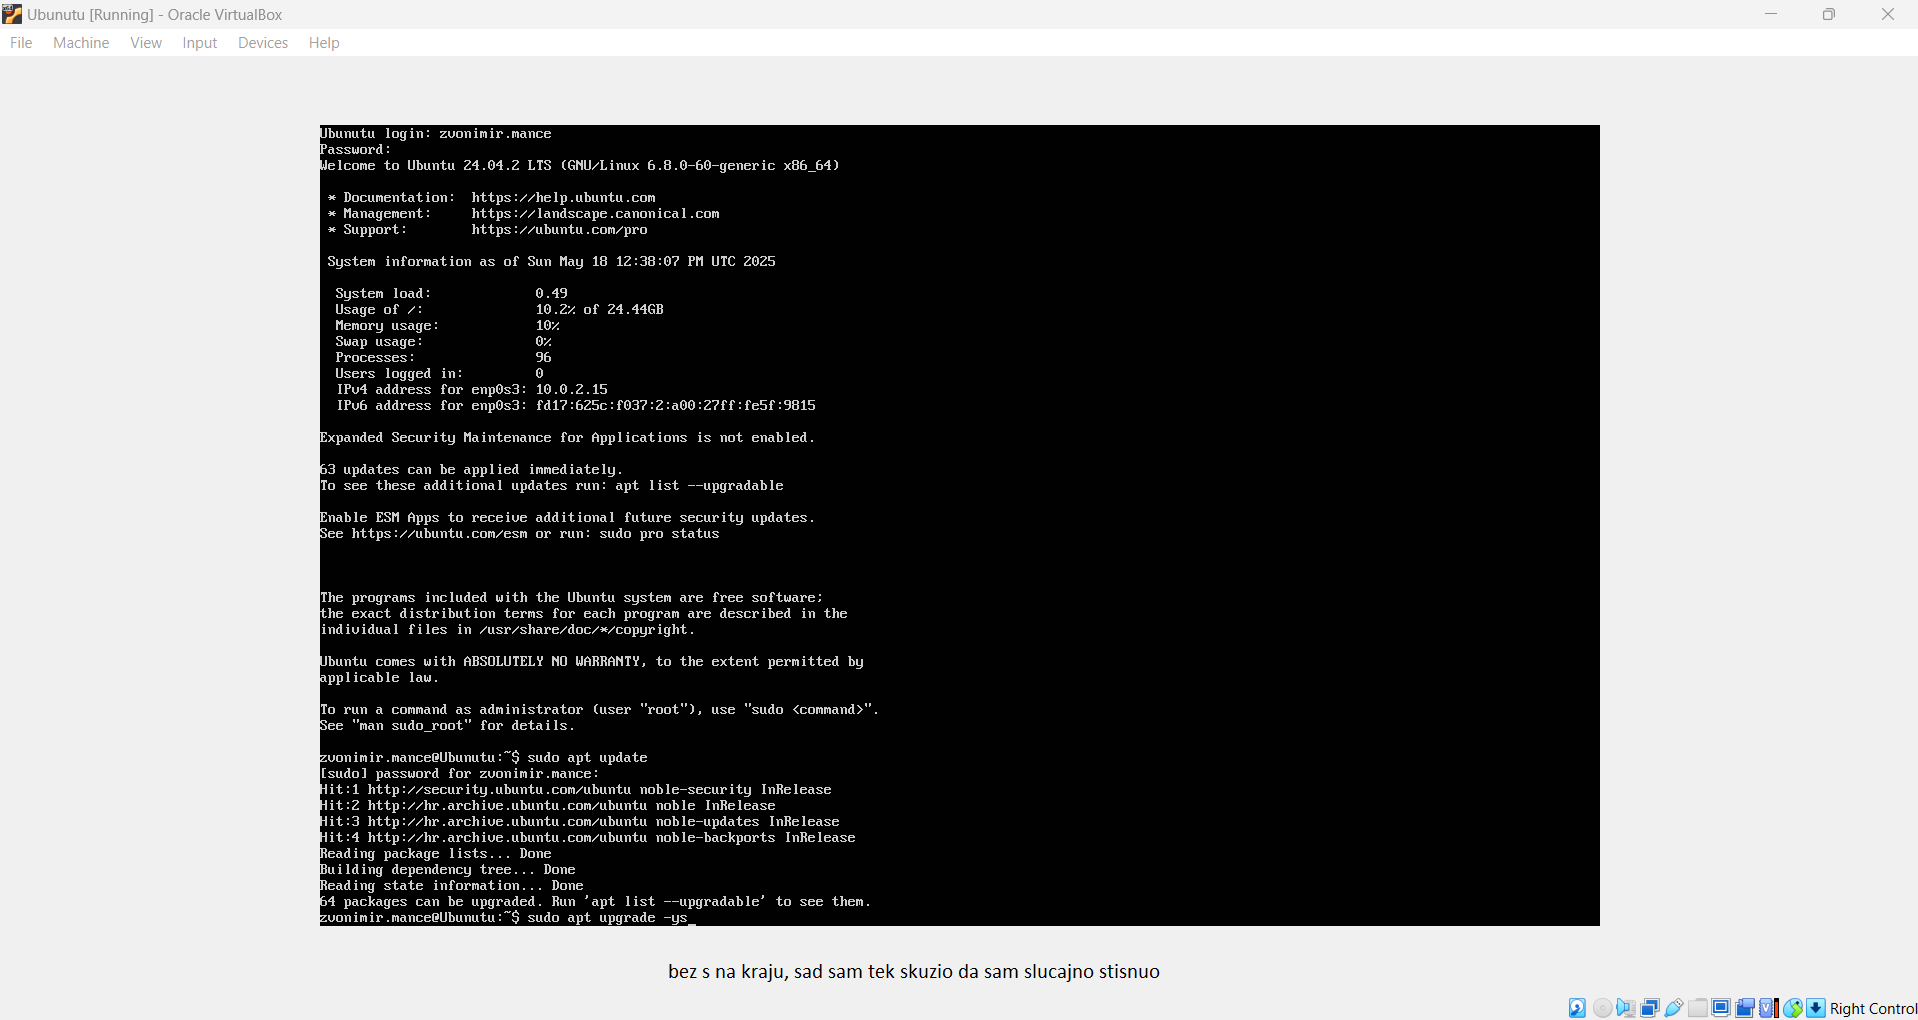 Ubunutu [Running] - Oracle VirtualBox
File Machine View Input Devices Help
Ubunutu login: zvonimir.mance
Password:
Welcome to Ubuntu 24.04.2 LTS (GNU/Linux 6.8.0-60-generic x86_64)
* Documentation: https://help.ubuntu.com
* Management: https://landscape.canonical.com
* Support: https://ubuntu.com/pro
System information as of Sun May 18 12:38:07 PM UTC 2025
System load: 0.49
Usage of /: 10.2% of 24.44GB
Memory usage: 10%
Swap usage: 0%
Processes: 96
Users logged in: 0
IPv4 address for enp0s3: 10.0.2.15
IPv6 address for enp0s3: fd17:625c:f037:2:a00:27ff:fe5f:9815
Expanded Security Maintenance for Applications is not enabled.
63 updates can be applied immediately.
To see these additional updates run: apt list --upgradable
Enable ESM Apps to receive additional future security updates.
See https://ubuntu.com/esm or run: sudo pro status
The programs included with the Ubuntu system are free software;
the exact distribution terms for each program are described in the
individual files in /usr/share/doc/*/copyright.
Ubuntu comes with ABSOLUTELY NO WARRANTY, to the extent permitted by
applicable law.
To run a command as administrator (user "root"), use "sudo <command>".
See "man sudo_root" for details.
zvonimir.mance@Ubunutu:~$ sudo apt update
[sudo] password for zvonimir.mance:
Hit:1 http://security.ubuntu.com/ubuntu noble-security InRelease
Hit:2 http://hr.archive.ubuntu.com/ubuntu noble InRelease
Hit:3 http://hr.archive.ubuntu.com/ubuntu noble-updates InRelease
Hit:4 http://hr.archive.ubuntu.com/ubuntu noble-backports InRelease
Reading package lists... Done
Building dependency tree... Done
Reading state information... Done
64 packages can be upgraded. Run 'apt list --upgradable' to see them.
zvonimir.mance@Ubunutu:~$ sudo apt upgrade -ys_
bez s na kraju, sad sam tek skuzio da sam slucajno stisnuo
Right Control